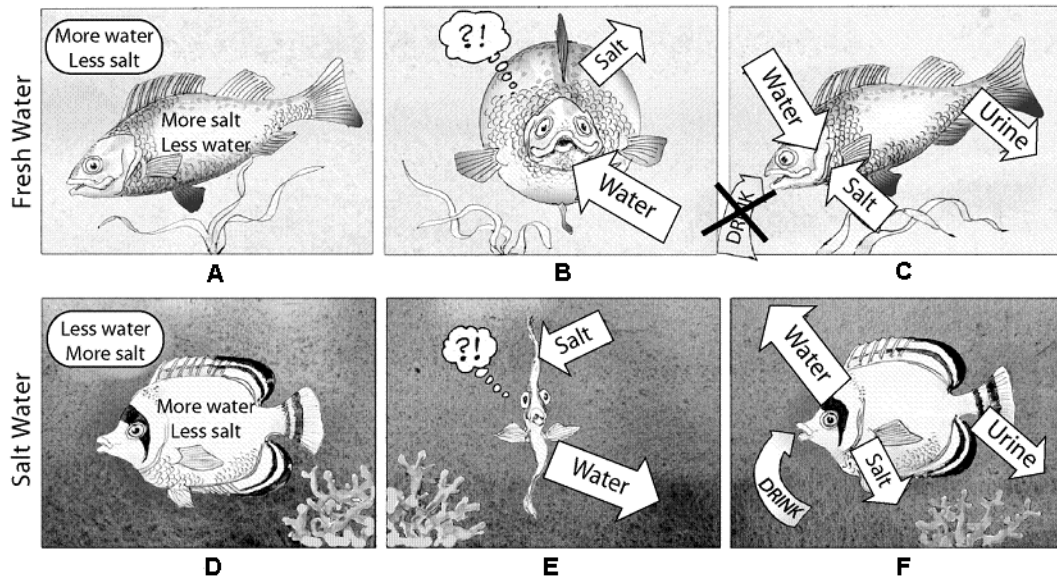 Fresh Water
More water
Less salt
More salt
Less water
A
?!
Salt
Water
B
Water
Salt
Urine
DRINK
C
Salt Water
Less water
More salt
More water
Less salt
D
?!
Salt
Water
E
Water
Salt
Urine
DRINK
F